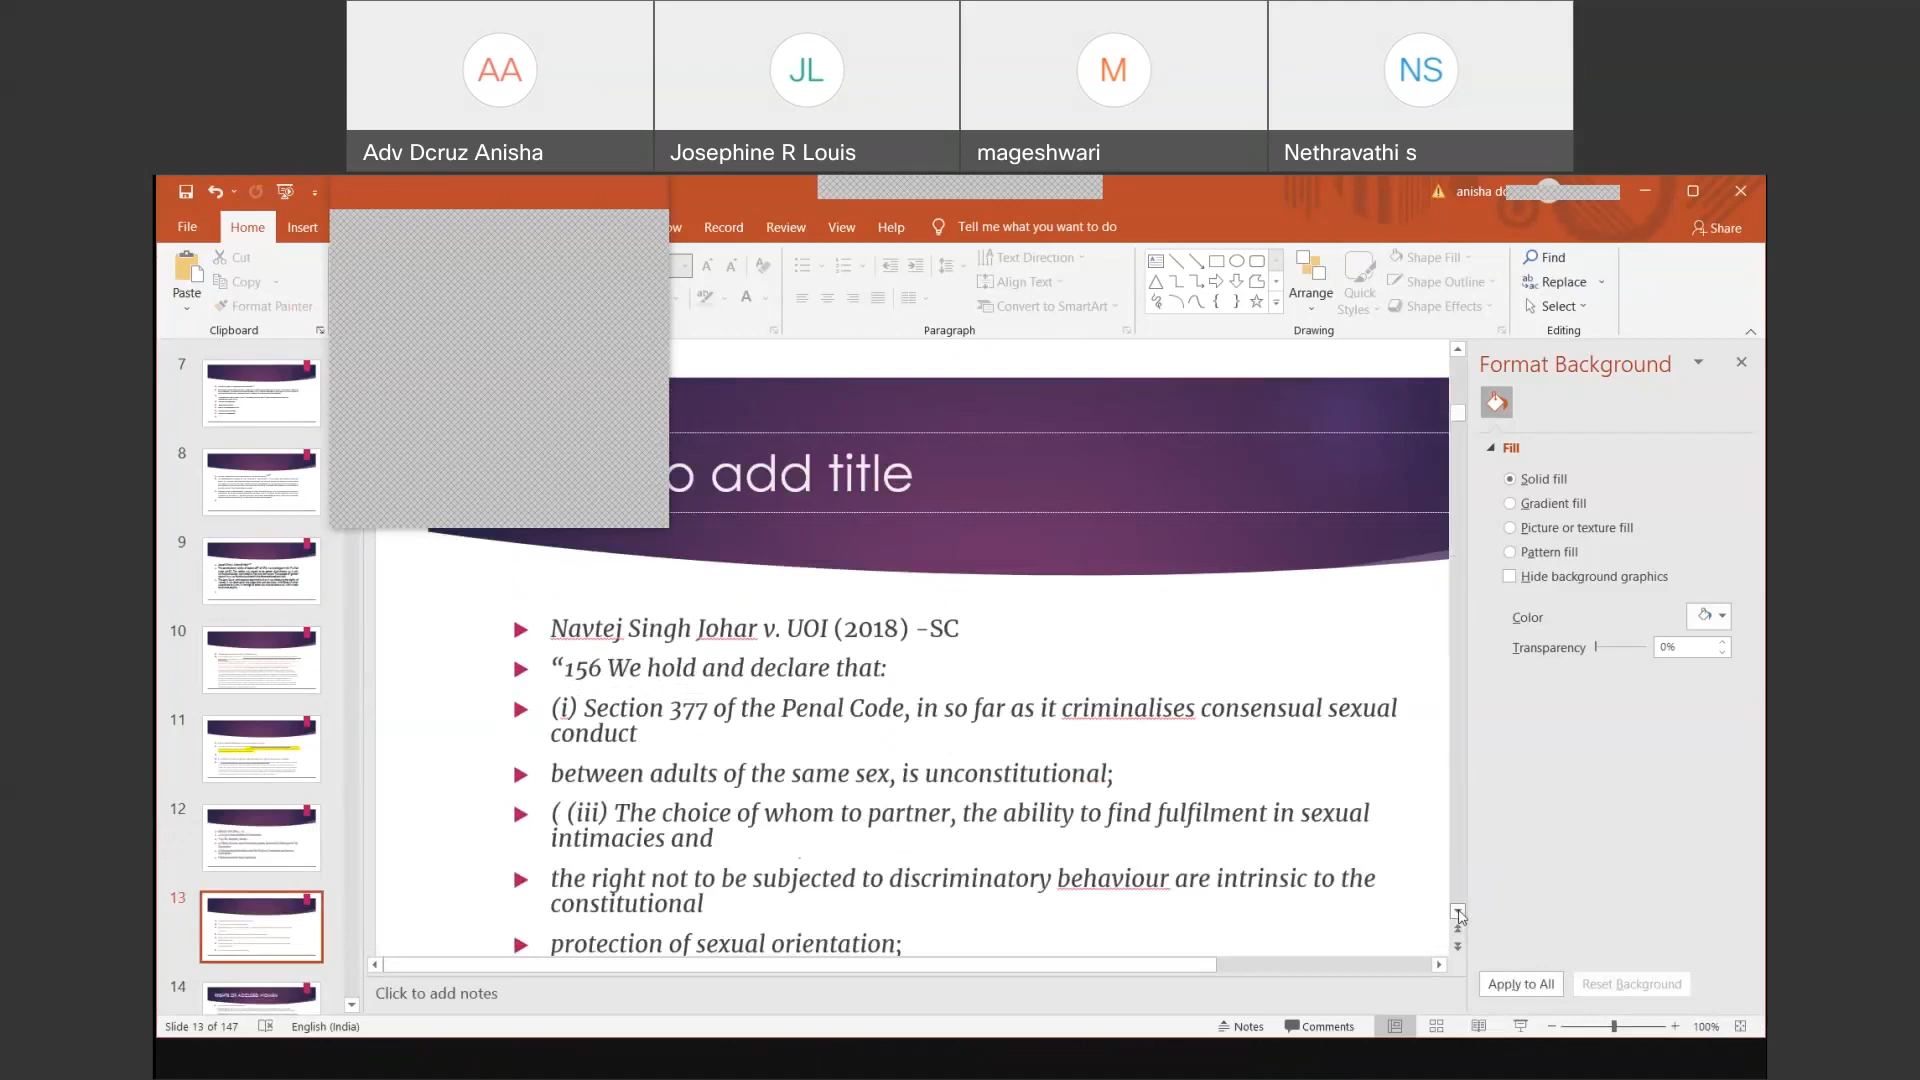 AA
JL
M
NS
Adv Dcruz Anisha
Josephine R Louis
mageshwari
Nethravathi s
anisha
File
Home
Insert
Record
Review
View
Help
Tell me what you want to do
Share
Paste
Cut
Copy
Format Painter
Clipboard
Text Direction
Align Text
Convert to SmartArt
Paragraph
Arrange
Quick
Styles
Shape Fill
Shape Outline
Shape Effects
Drawing
Find
Replace
Select
Editing
7
8
9
10
11
12
13
14
add title
Navtej Singh Johar v. UOI (2018) -SC
“156 We hold and declare that:
(i) Section 377 of the Penal Code, in so far as it criminalises consensual sexual
conduct
between adults of the same sex, is unconstitutional;
( (iii) The choice of whom to partner, the ability to find fulfilment in sexual
intimacies and
the right not to be subjected to discriminatory behaviour are intrinsic to the
constitutional
protection of sexual orientation;
Click to add notes
Format Background
Fill
Solid fill
Gradient fill
Picture or texture fill
Pattern fill
Hide background graphics
Color
Transparency
0%
Apply to All
Reset Background
Slide 13 of 147
English (India)
Notes
Comments
100%